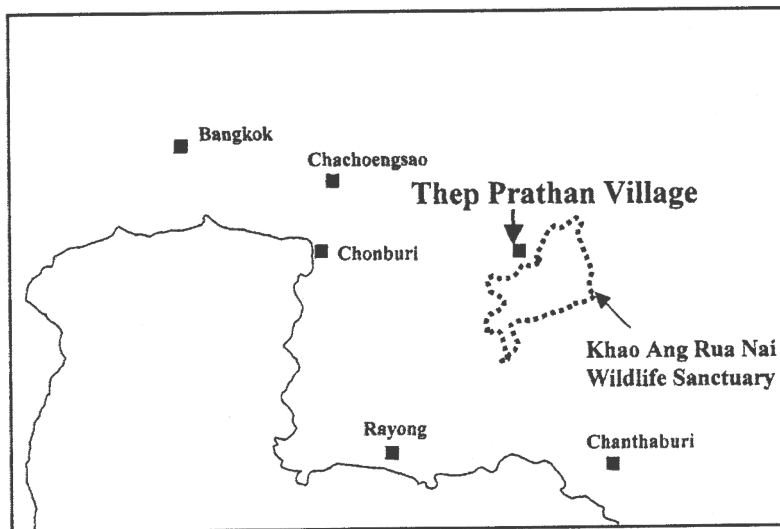 Bangkok
Chachoengsao
Thep Prathan Village
Chonburi
Khao Ang Rua Nai
Wildlife Sanctuary
Rayong
Chanthaburi